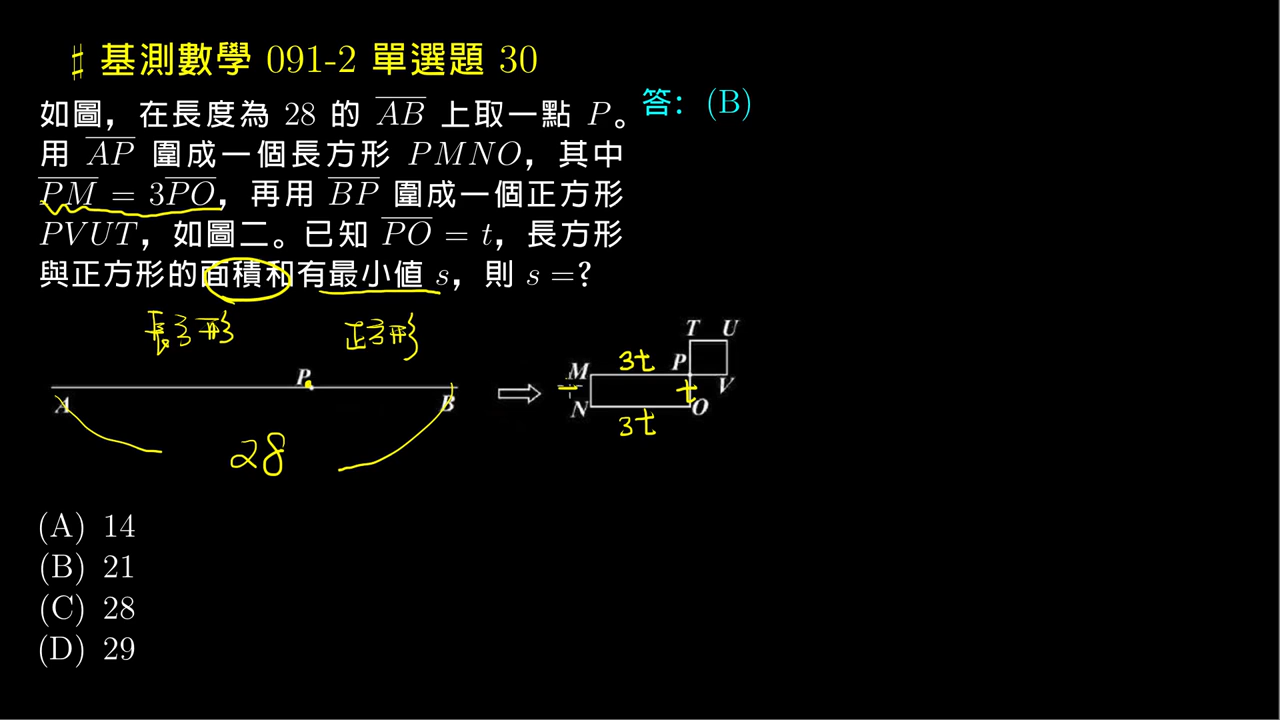 ♯ 基測數學 091-2 單選題 30
如圖，在長度為 28 的 AB 上取一點 P。
用 AP 圍成一個長方形 PMNO，其中
PM = 3PO，再用 BP 圍成一個正方形
PVUT，如圖二。已知 PO = t，長方形
與正方形的面積和有最小值 s，則 s =?
答: (B)
長方形 正方形
A P B
28
T U
M 3t P V
t
N 3t O
(A) 14
(B) 21
(C) 28
(D) 29